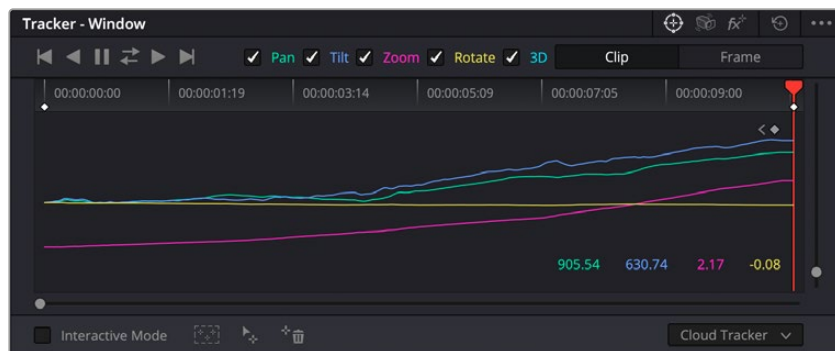 Tracker - Window
Pan Tilt Zoom Rotate 3D Clip Frame
00:00:00:00 00:00:01:19 00:00:03:14 00:00:05:09 00:00:07:05 00:00:09:00
905.54 630.74 2.17 -0.08
Interactive Mode Cloud Tracker